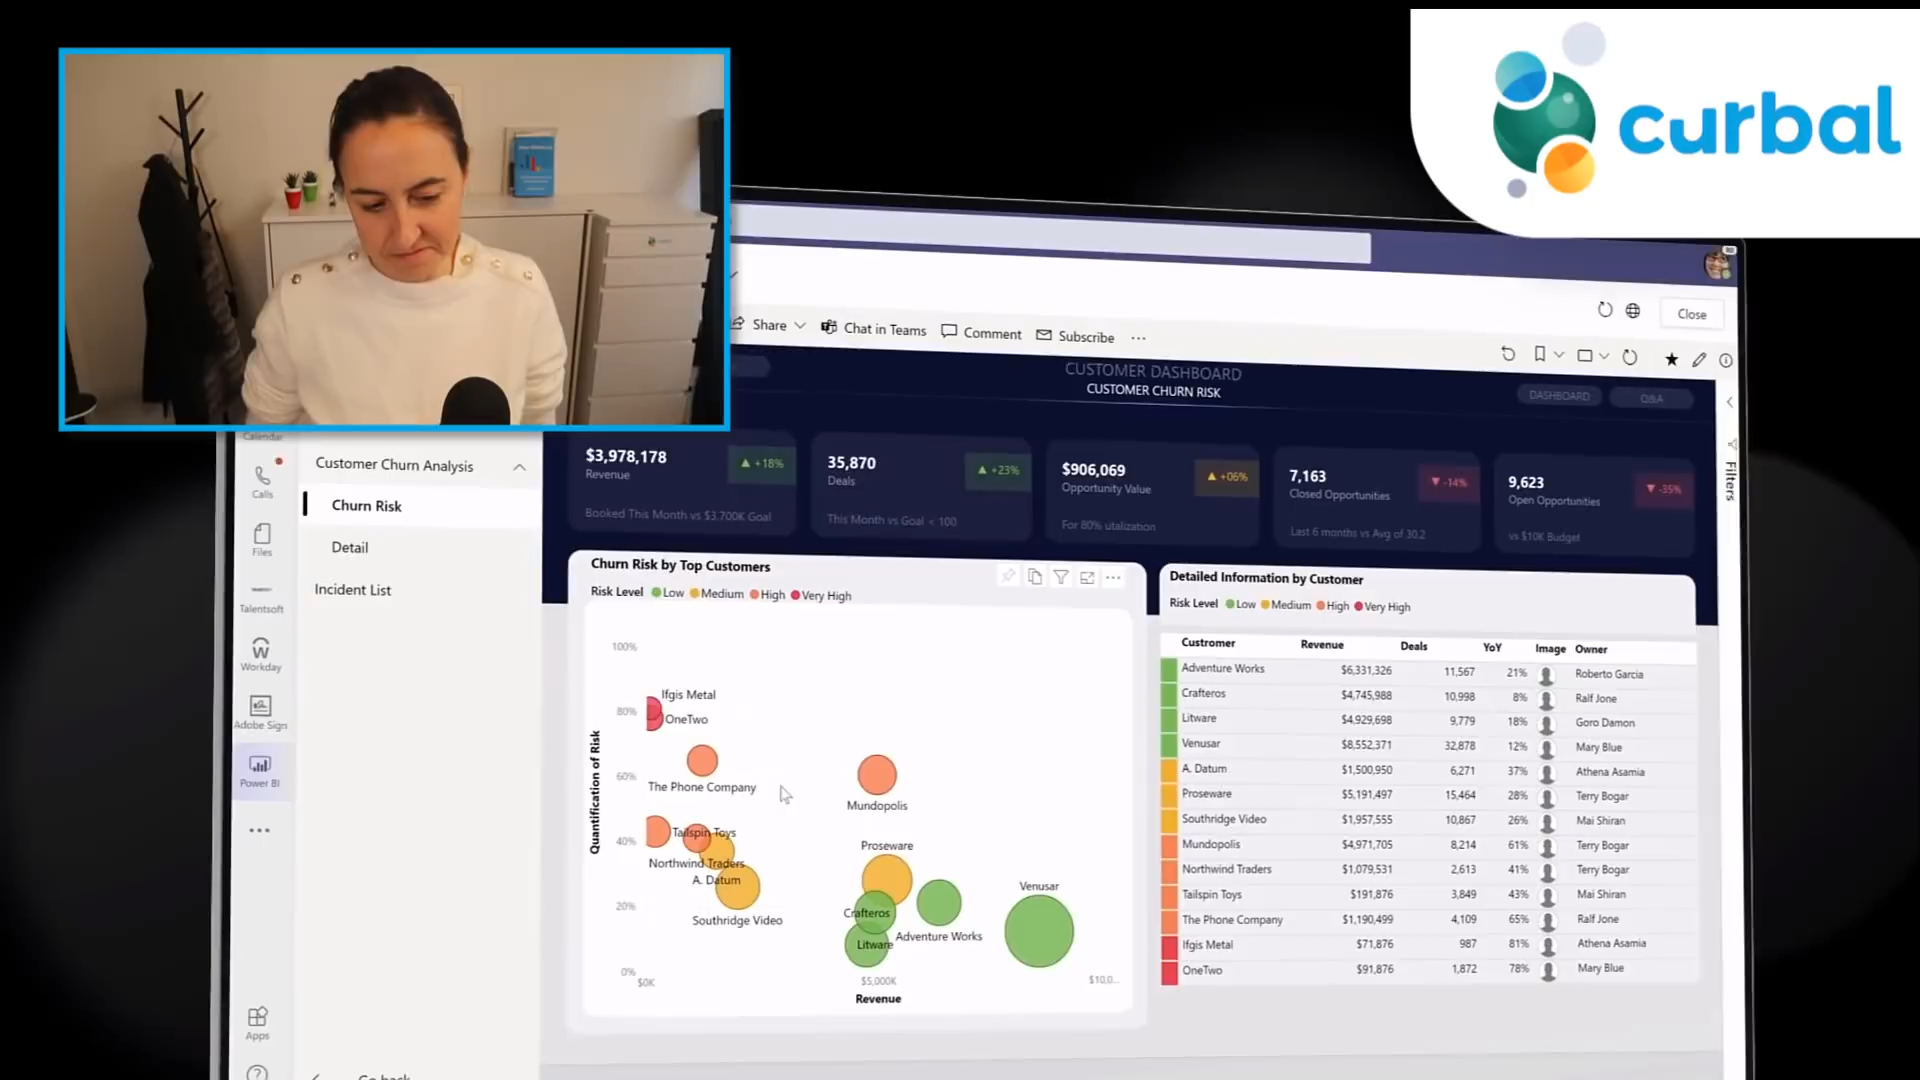 curbal
Close
Share
Chat in Teams
Comment
Subscribe
CUSTOMER DASHBOARD
CUSTOMER CHURN RISK
DASHBOARD
Q&A
Calendar
Calls
Files
Talentsoft
Workday
Adobe Sign
Power BI
Apps
Customer Churn Analysis
Churn Risk
Detail
Incident List
Go back
$3,978,178
Revenue
+18%
Booked This Month vs $3,700K Goal
35,870
Deals
+23%
This Month vs Goal < 100
$906,069
Opportunity Value
+06%
For 80% utalization
7,163
Closed Opportunities
-14%
Last 6 months vs Avg of 30.2
9,623
Open Opportunities
-35%
vs $10K Budget
Filters
Churn Risk by Top Customers
Risk Level Low Medium High Very High
Quantification of Risk
100%
80%
60%
40%
20%
0%
Ifgis Metal
OneTwo
The Phone Company
Mundopolis
Tailspin Toys
Northwind Traders
A. Datum
Southridge Video
Proseware
Crafteros
Litware
Adventure Works
Venusar
$0K
$5,000K
$10,0...
Revenue
Detailed Information by Customer
Risk Level Low Medium High Very High
Custromer Revenue Deals YoY Image Owner
Adventure Works $6,331,326 11,567 21% Roberto Garcia
Crafteros $4,745,988 10,998 8% Ralf Jone
Litware $4,929,698 9,779 18% Goro Damon
Venusar $8,552,371 32,878 12% Mary Blue
A. Datum $1,500,950 6,271 37% Athena Asamia
Proseware $5,191,497 15,464 28% Terry Bogar
Southridge Video $1,957,555 10,867 26% Mai Shiran
Mundopolis $4,971,705 8,214 61% Terry Bogar
Northwind Traders $1,079,531 2,613 41% Terry Bogar
Tailspin Toys $191,876 3,849 43% Mai Shiran
The Phone Company $1,190,499 4,109 65% Ralf Jone
Ifgis Metal $71,876 987 81% Athena Asamia
OneTwo $91,876 1,872 78% Mary Blue